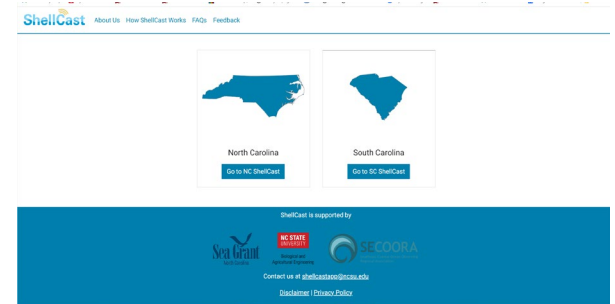 ShellCast About Us How ShellCast Works FAQs Feedback
North Carolina South Carolina
Go to NC ShellCast Go to SC ShellCast
ShellCast is supported by
Sea Grant
North Carolina
NC STATE
UNIVERSITY
Biological and
Agricultural Engineering
SECOORA
Contact us at shellcastapp@ncsu.edu
Disclaimer | Privacy Policy